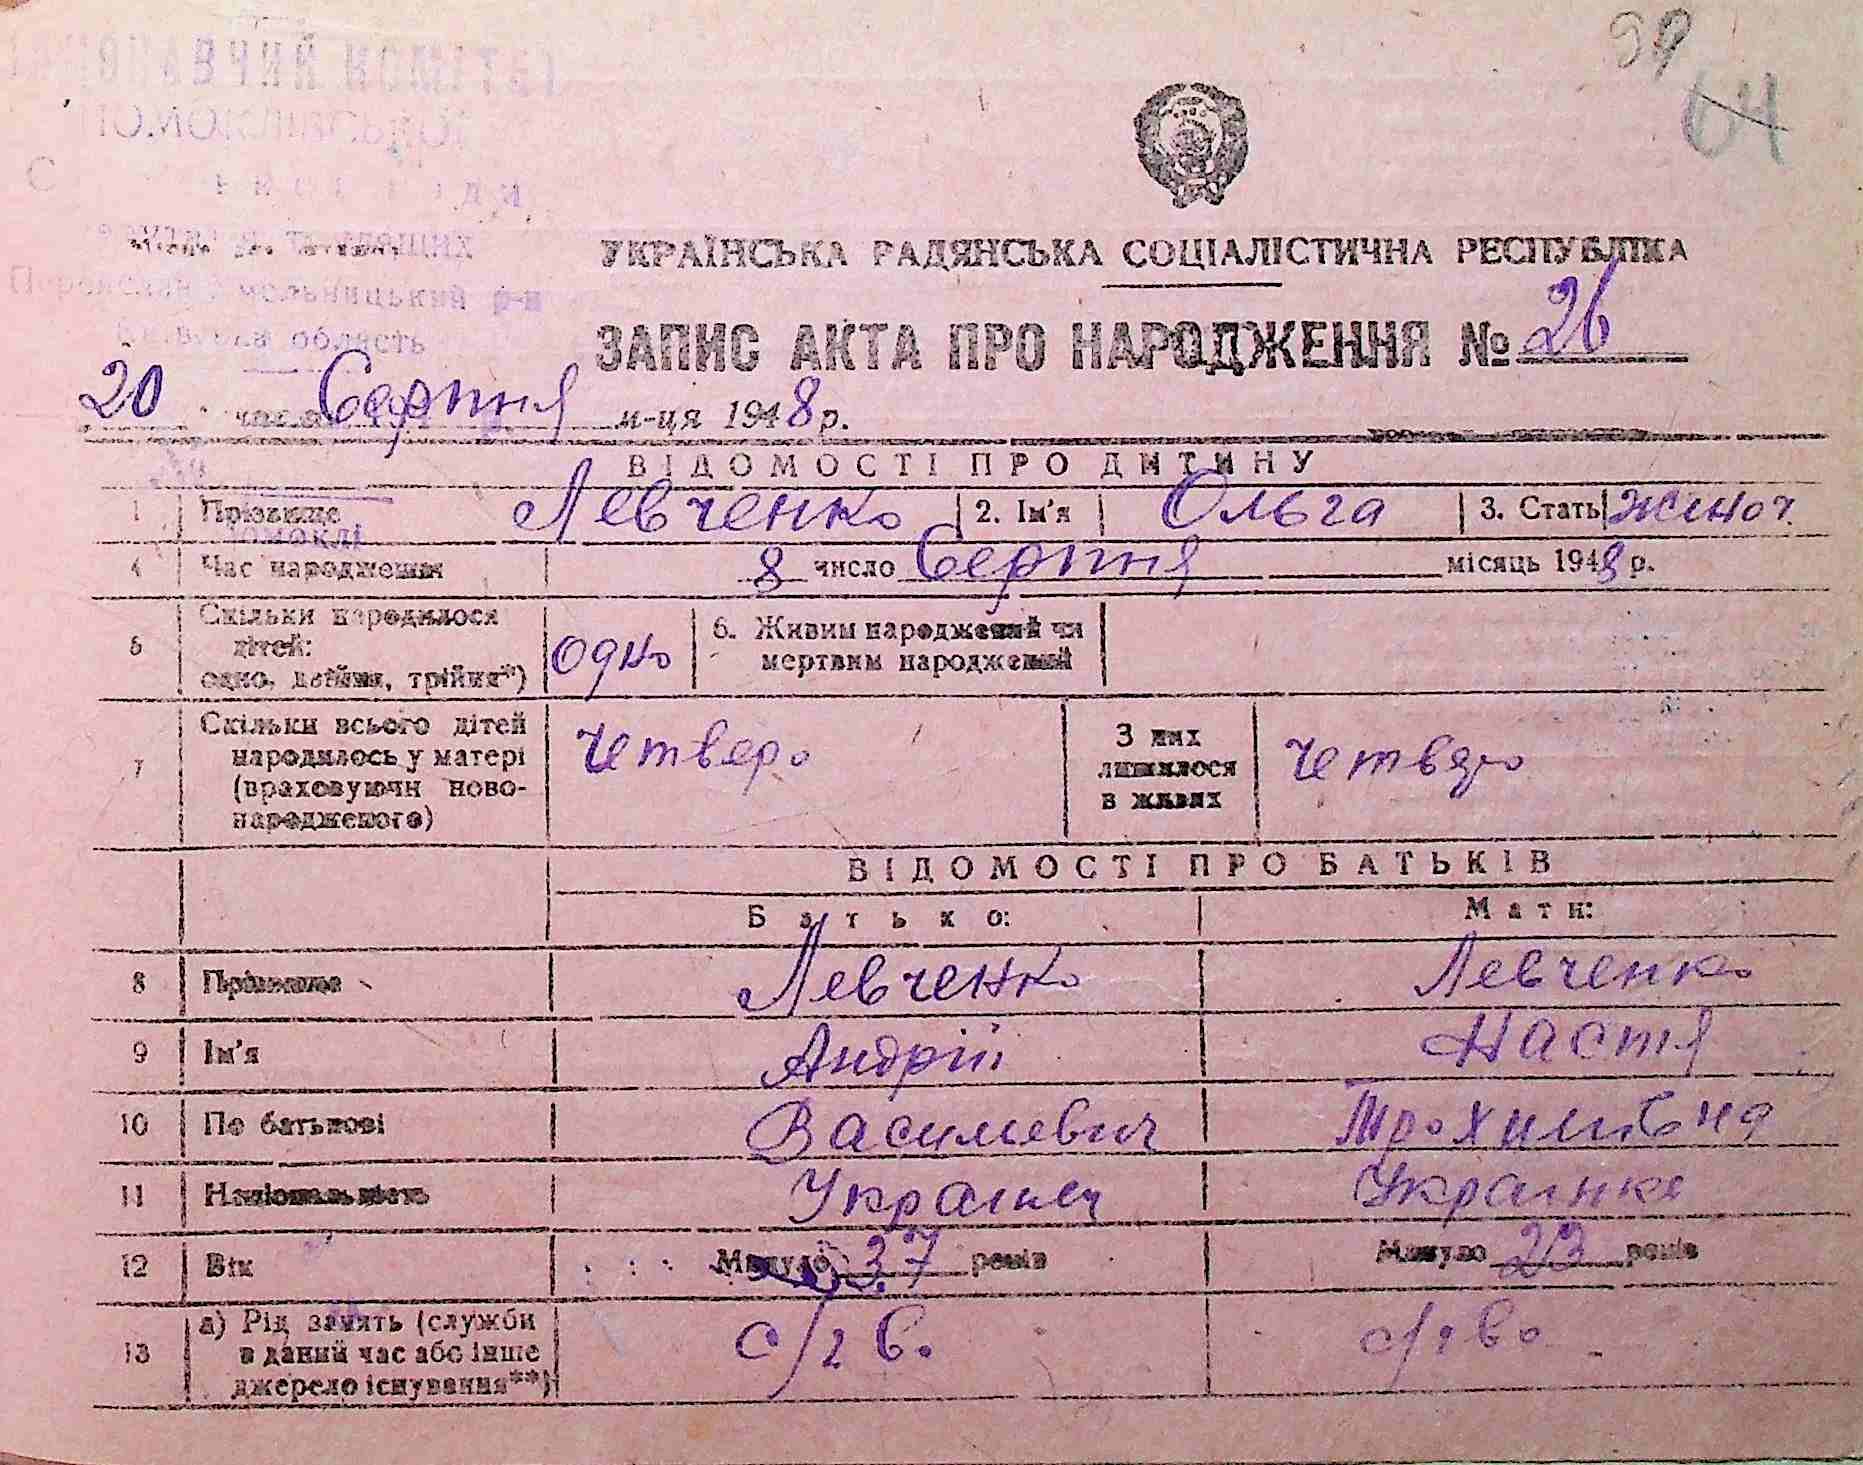 99
64
ВИКОНАВЧИЙ КОМІТЕТ
ПОМОКЛІВСЬКОЇ
УКРАЇНСЬКА РАДЯНСЬКА СОЦІАЛІСТИЧНА РЕСПУБЛІКА
Переяслав Хмельницький р-н
область
ЗАПИС АКТА ПРО НАРОДЖЕННЯ № 26
20 Серпня м-ця 1948 р.
ВІДОМОСТІ ПРО ДИТИНУ
1 Прізвище Левченко 2. Ім'я Ольга 3. Стать жіноч.
4 Час народження 8 число Серпня місяць 1948 р.
5 Скільки народилося дітей: одно, двійня, трійня*) одно 6. Живим народжений чи мертвим народжений
7 Скільки всього дітей народилось у матері (враховуючи новонародженого) четверо З них лишилося в живих четверо
ВІДОМОСТІ ПРО БАТЬКІВ
Батько: Мати:
8 Прізвище Левченко Левченко
9 Ім'я Андрій Настя
10 По батькові Василевич Трохимівна
11 Національність Українец Українка
12 Вік Минуло 37 років Минуло 23 років
13 а) Рід занять (служби в даний час або інше джерело існування**) с/г в. с/г во